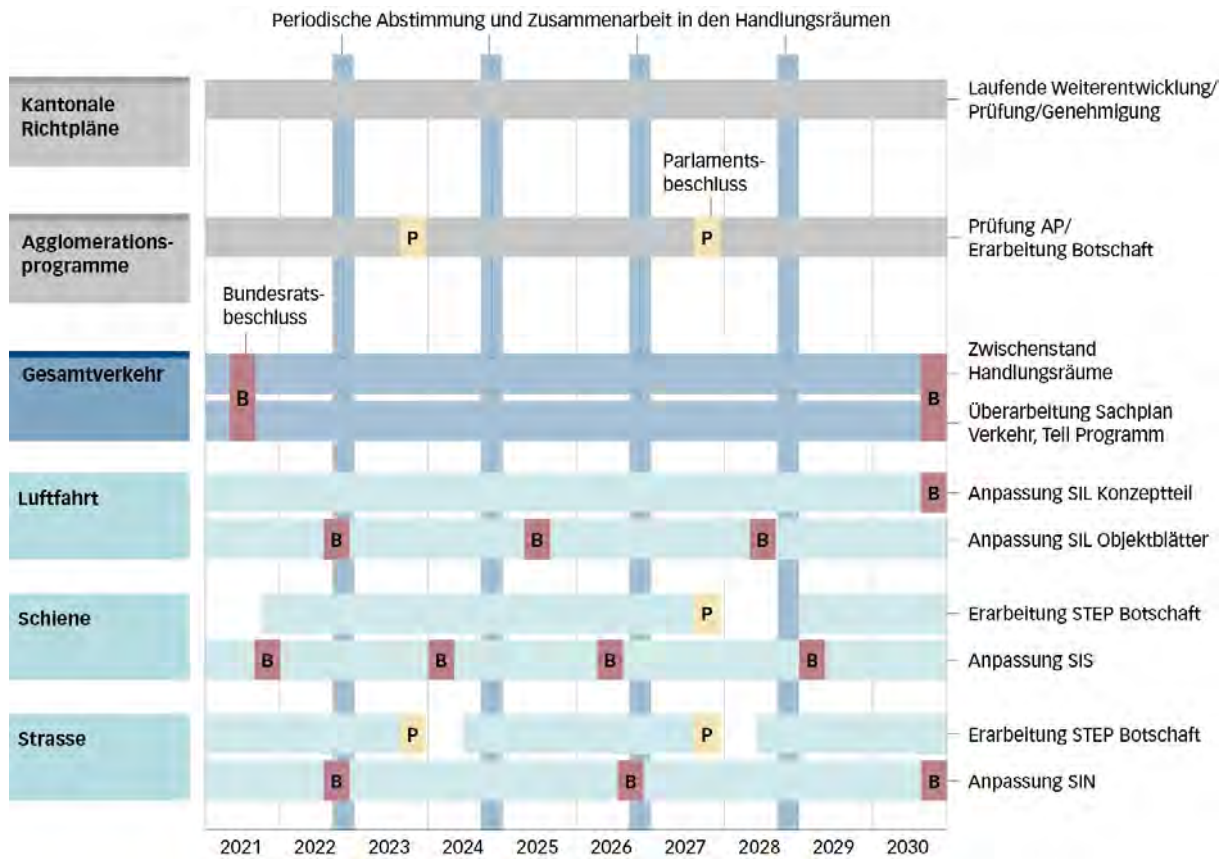 Periodische Abstimmung und Zusammenarbeit in den Handlungsräumen
Kantonale
Richtpläne
Laufende Weiterentwicklung/
Prüfung/Genehmigung
Parlaments-
beschluss
Agglomerations-
programme
P
P
Prüfung AP/
Erarbeitung Botschaft
Bundesrats-
beschluss
Gesamtverkehr
B
B
Zwischenstand
Handlungsräume
Überarbeitung Sachplan
Verkehr, Teil Programm
Luftfahrt
B
Anpassung SIL Konzeptteil
B
B
B
Anpassung SIL Objektblätter
Schiene
P
Erarbeitung STEP Botschaft
B
B
B
B
Anpassung SIS
Strasse
P
P
Erarbeitung STEP Botschaft
B
B
B
Anpassung SIN
2021 2022 2023 2024 2025 2026 2027 2028 2029 2030